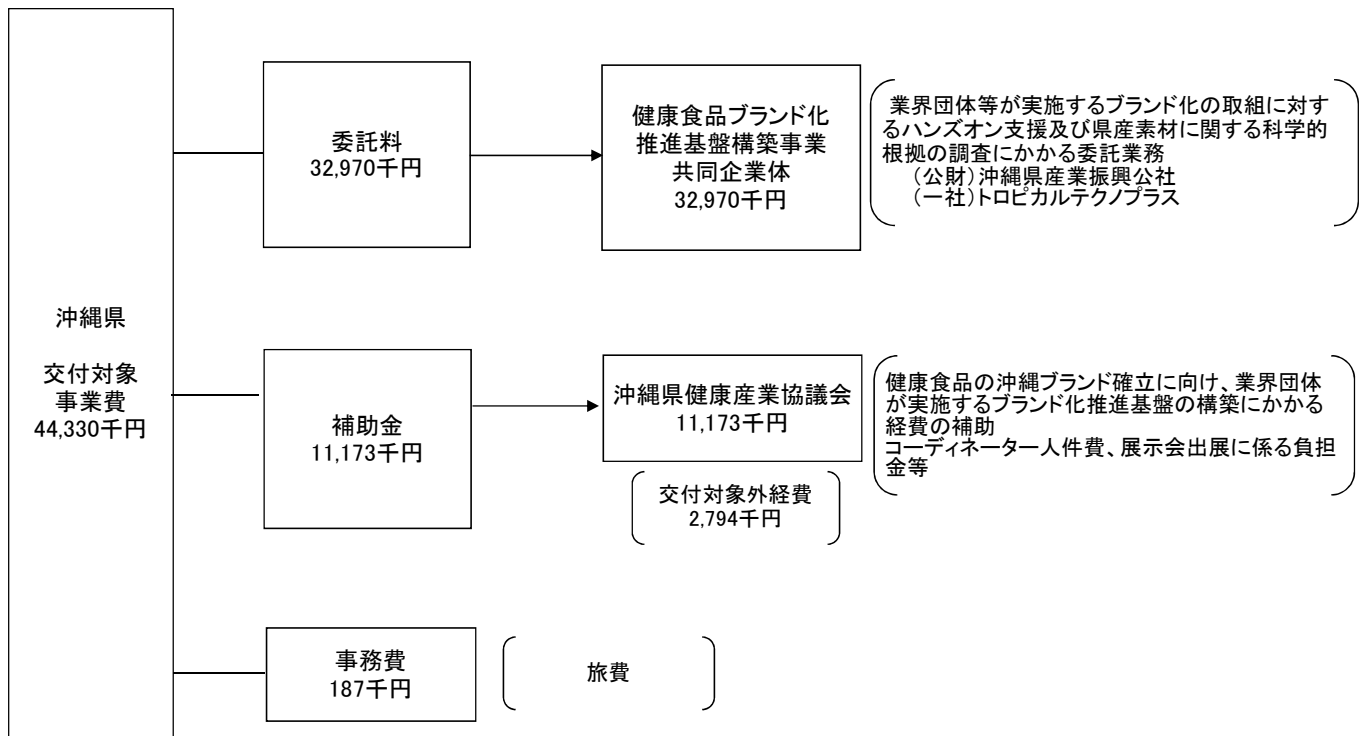 沖縄県
交付対象
事業費
44,330千円
委託料
32,970千円
健康食品ブランド化
推進基盤構築事業
共同企業体
32,970千円
業界団体等が実施するブランド化の取組に対す
るハンズオン支援及び県産素材に関する科学的
根拠の調査にかかる委託業務
（公財）沖縄県産業振興公社
（一社）トロピカルテクノプラス
補助金
11,173千円
沖縄県健康産業協議会
11,173千円
交付対象外経費
2,794千円
健康食品の沖縄ブランド確立に向け、業界団体
が実施するブランド化推進基盤の構築にかかる
経費の補助
コーディネーター人件費、展示会出展に係る負担
金等
事務費
187千円
旅費